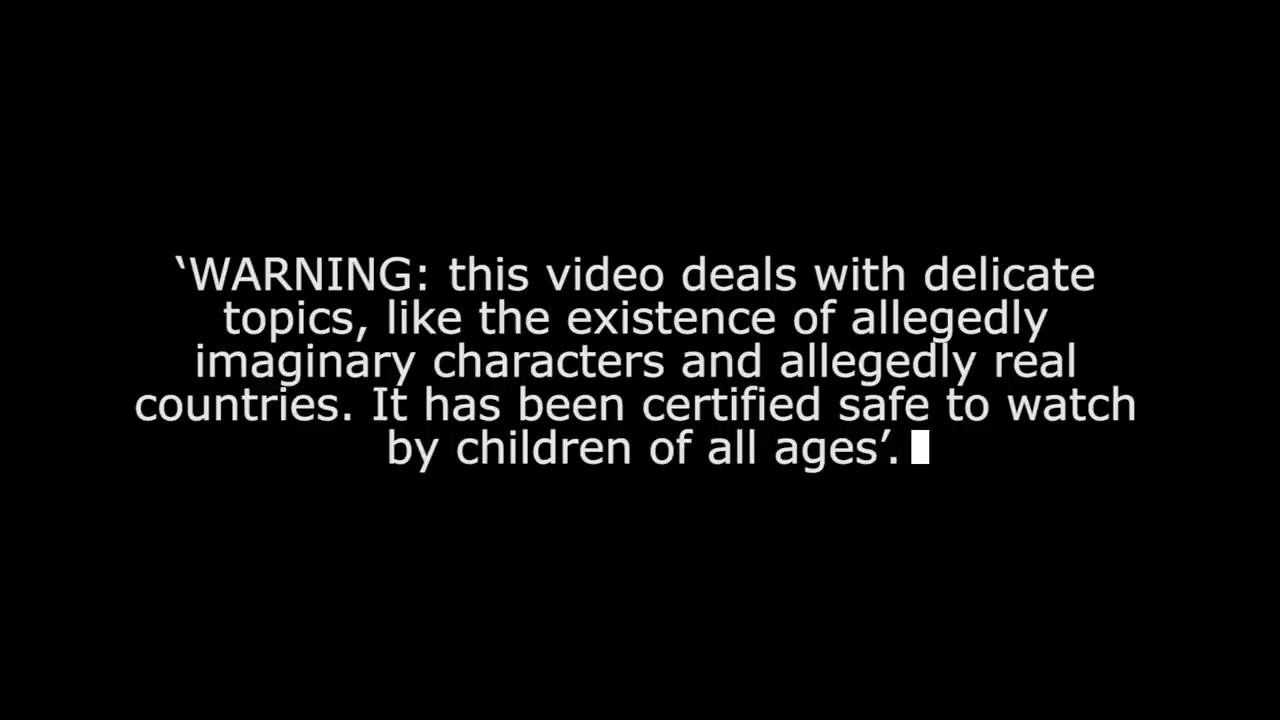 ‘WARNING: this video deals with delicate
topics, like the existence of allegedly
imaginary characters and allegedly real
countries. It has been certified safe to watch
by children of all ages’.